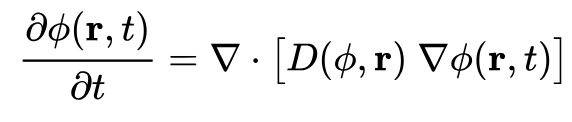 ∂ϕ(𝐫, t)/∂t = ∇ · [D(ϕ, 𝐫) ∇ϕ(𝐫, t)]